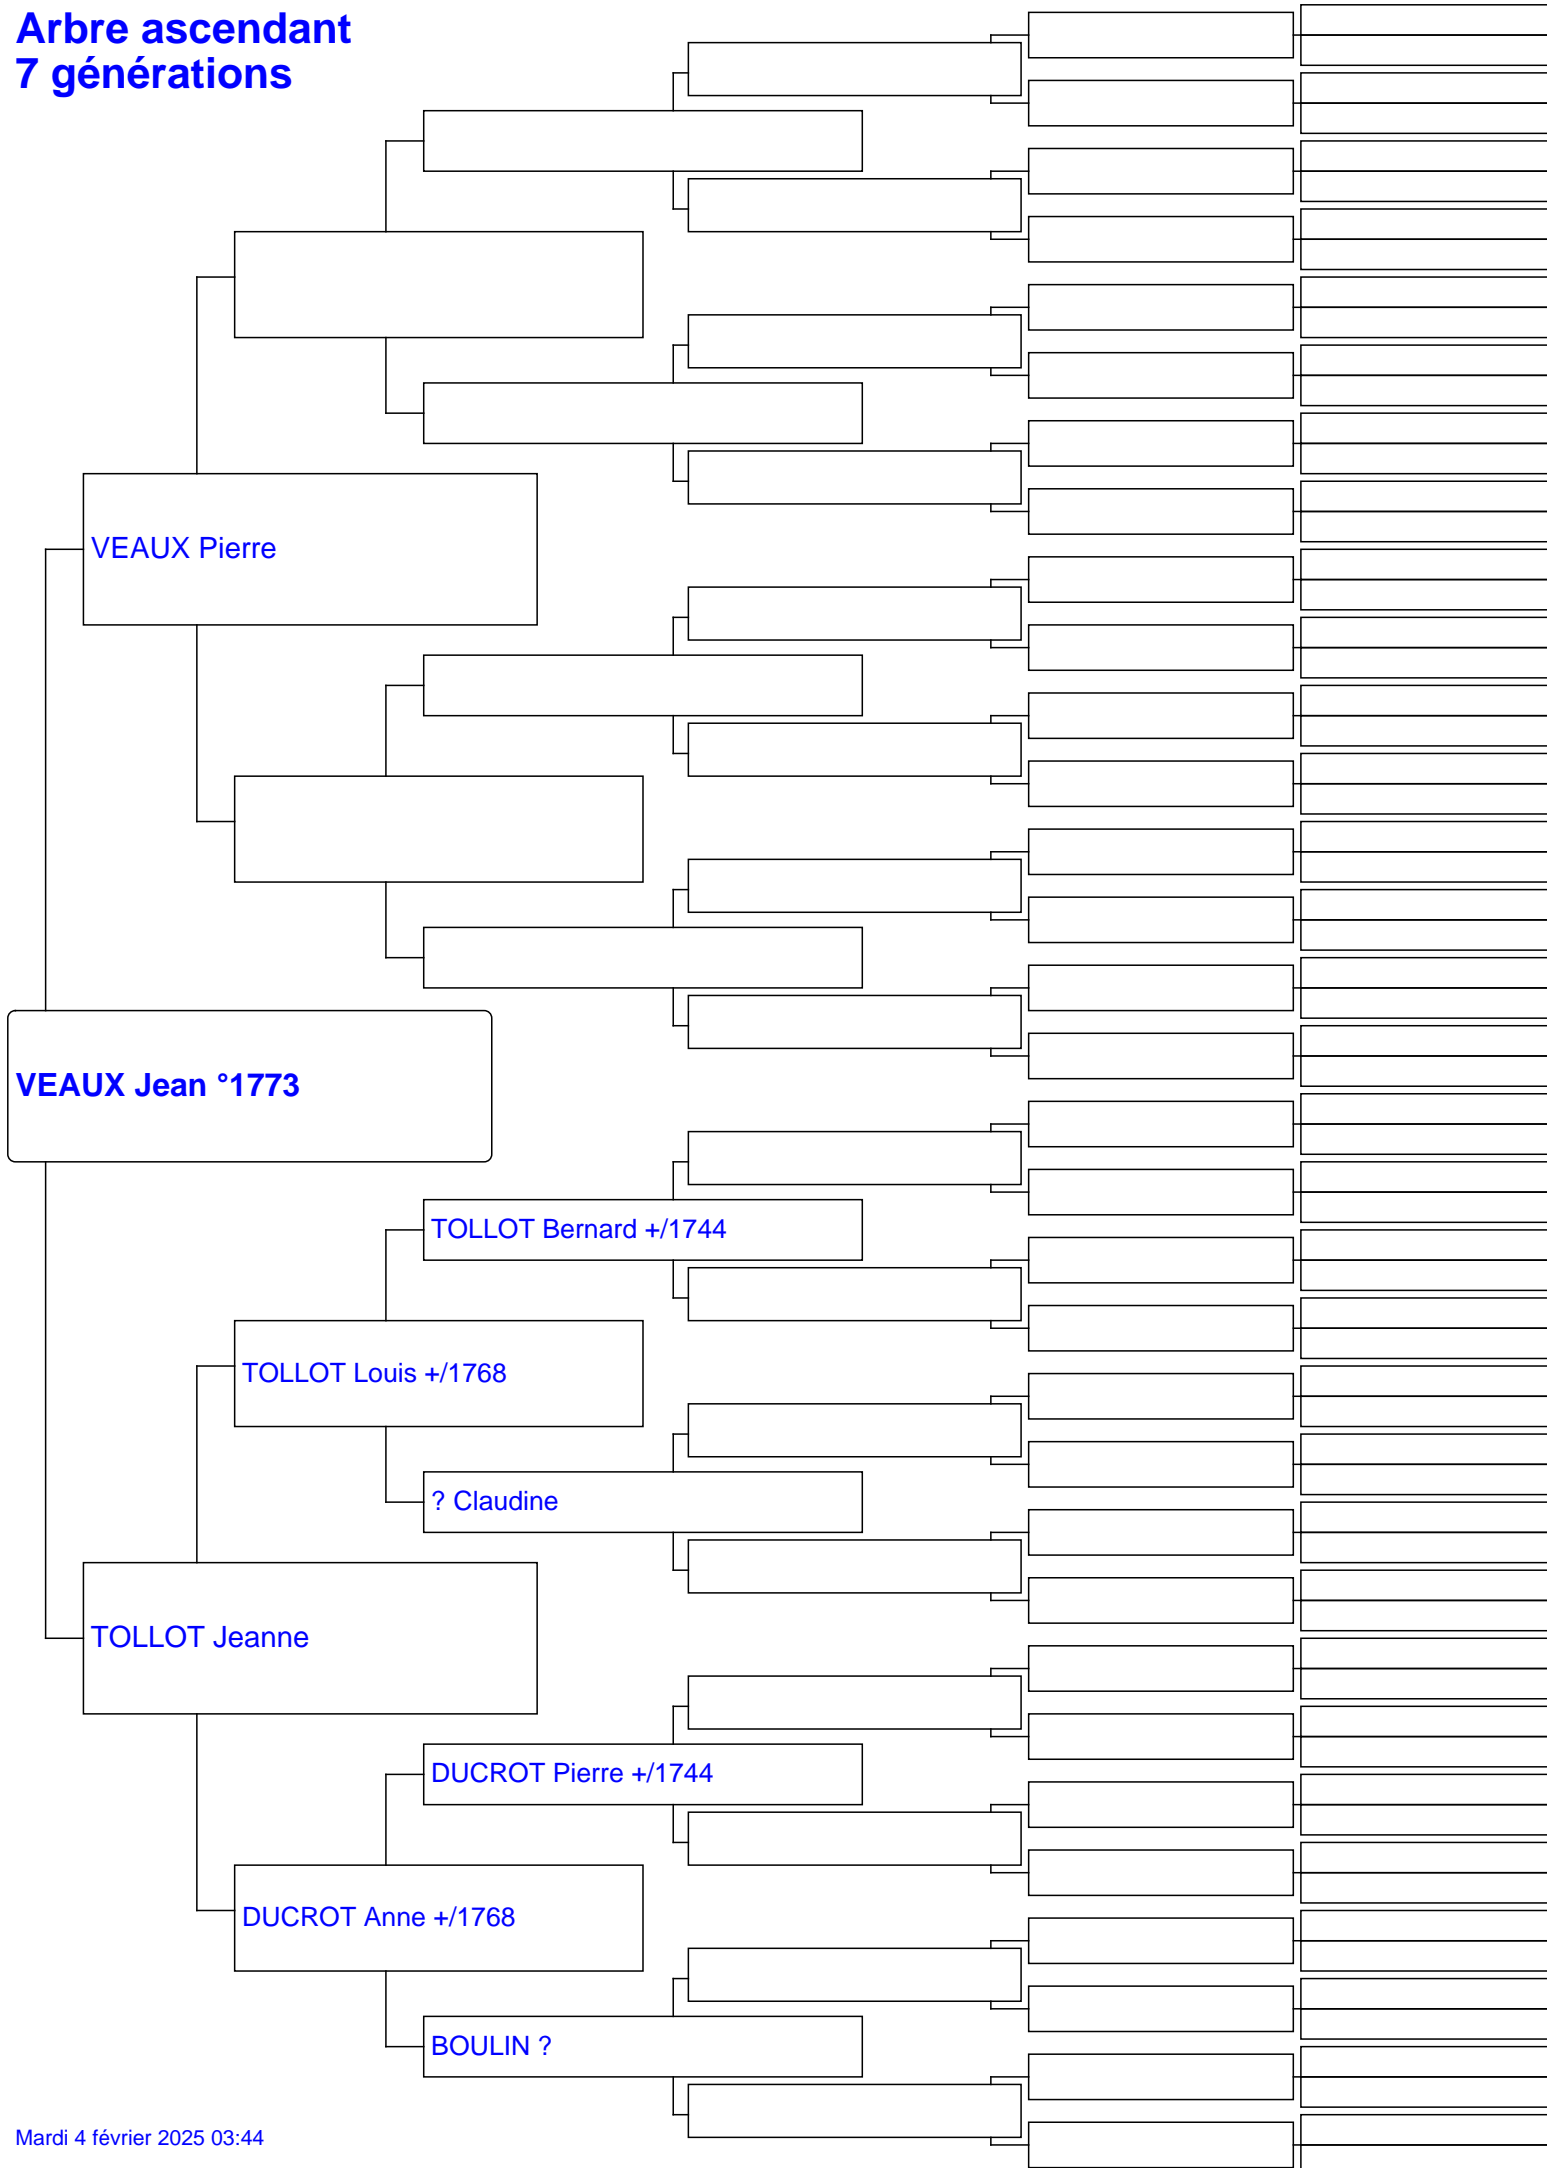 Arbre ascendant
7 générations
VEAUX Pierre
VEAUX Jean °1773
TOLLOT Bernard +/1744
TOLLOT Louis +/1768
? Claudine
TOLLOT Jeanne
DUCROT Pierre +/1744
DUCROT Anne +/1768
BOULIN ?
Mardi 4 février 2025 03:44